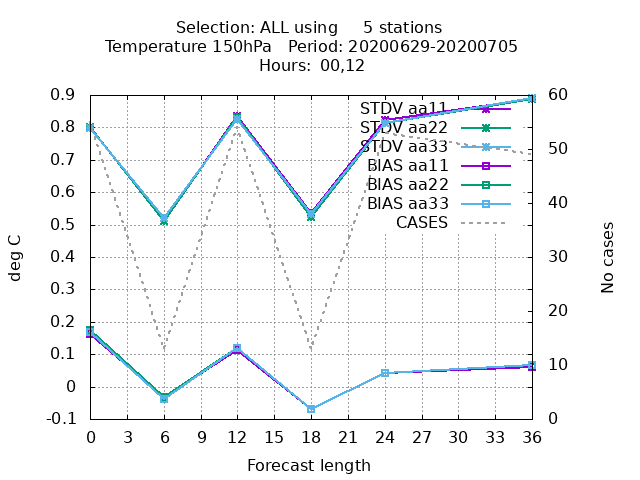 Selection: ALL using     5 stations
Temperature 150hPa   Period: 20200629-20200705
Hours:  00,12
0.9
0.8
0.7
0.6
0.5
0.4
0.3
0.2
0.1
0
-0.1
deg C
STDV aa11
STDV aa22
STDV aa33
BIAS aa11
BIAS aa22
BIAS aa33
CASES
60
50
40
30
20
10
0
No cases
0 3 6 9 12 15 18 21 24 27 30 33 36
Forecast length